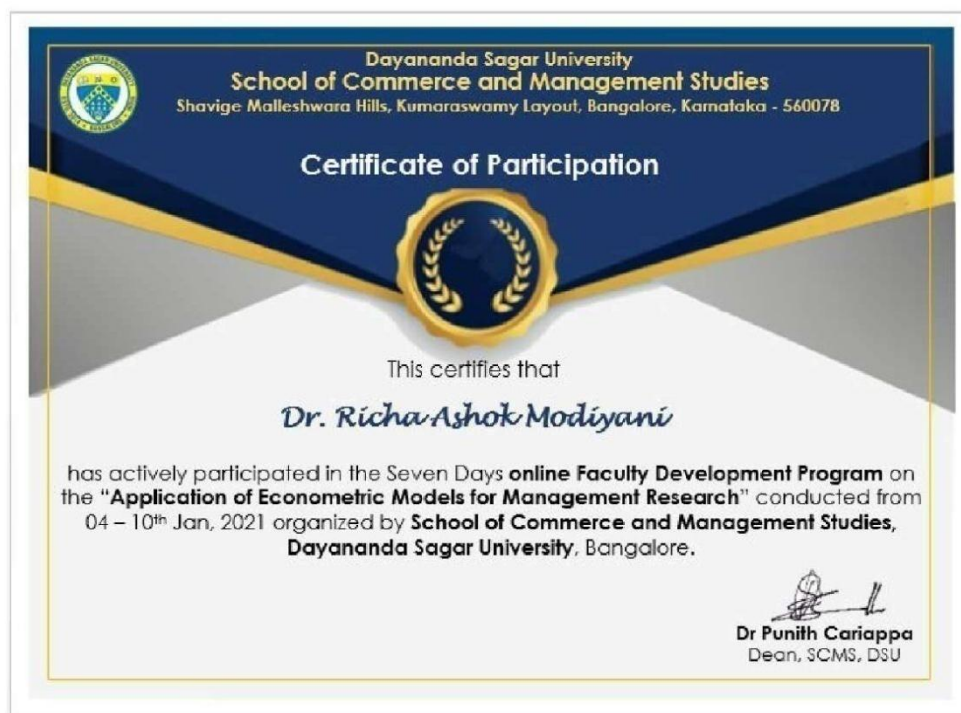 Dayananda Sagar University
School of Commerce and Management Studies
Shavige Malleshwara Hills, Kumaraswamy Layout, Bangalore, Karnataka - 560078
Certificate of Participation
This certifies that
Dr. Richa Ashok Modiyani
has actively participated in the Seven Days online Faculty Development Program on
the “Application of Econometric Models for Management Research” conducted from
04 – 10th Jan, 2021 organized by School of Commerce and Management Studies,
Dayananda Sagar University, Bangalore.
Dr Punith Cariappa
Dean, SCMS, DSU